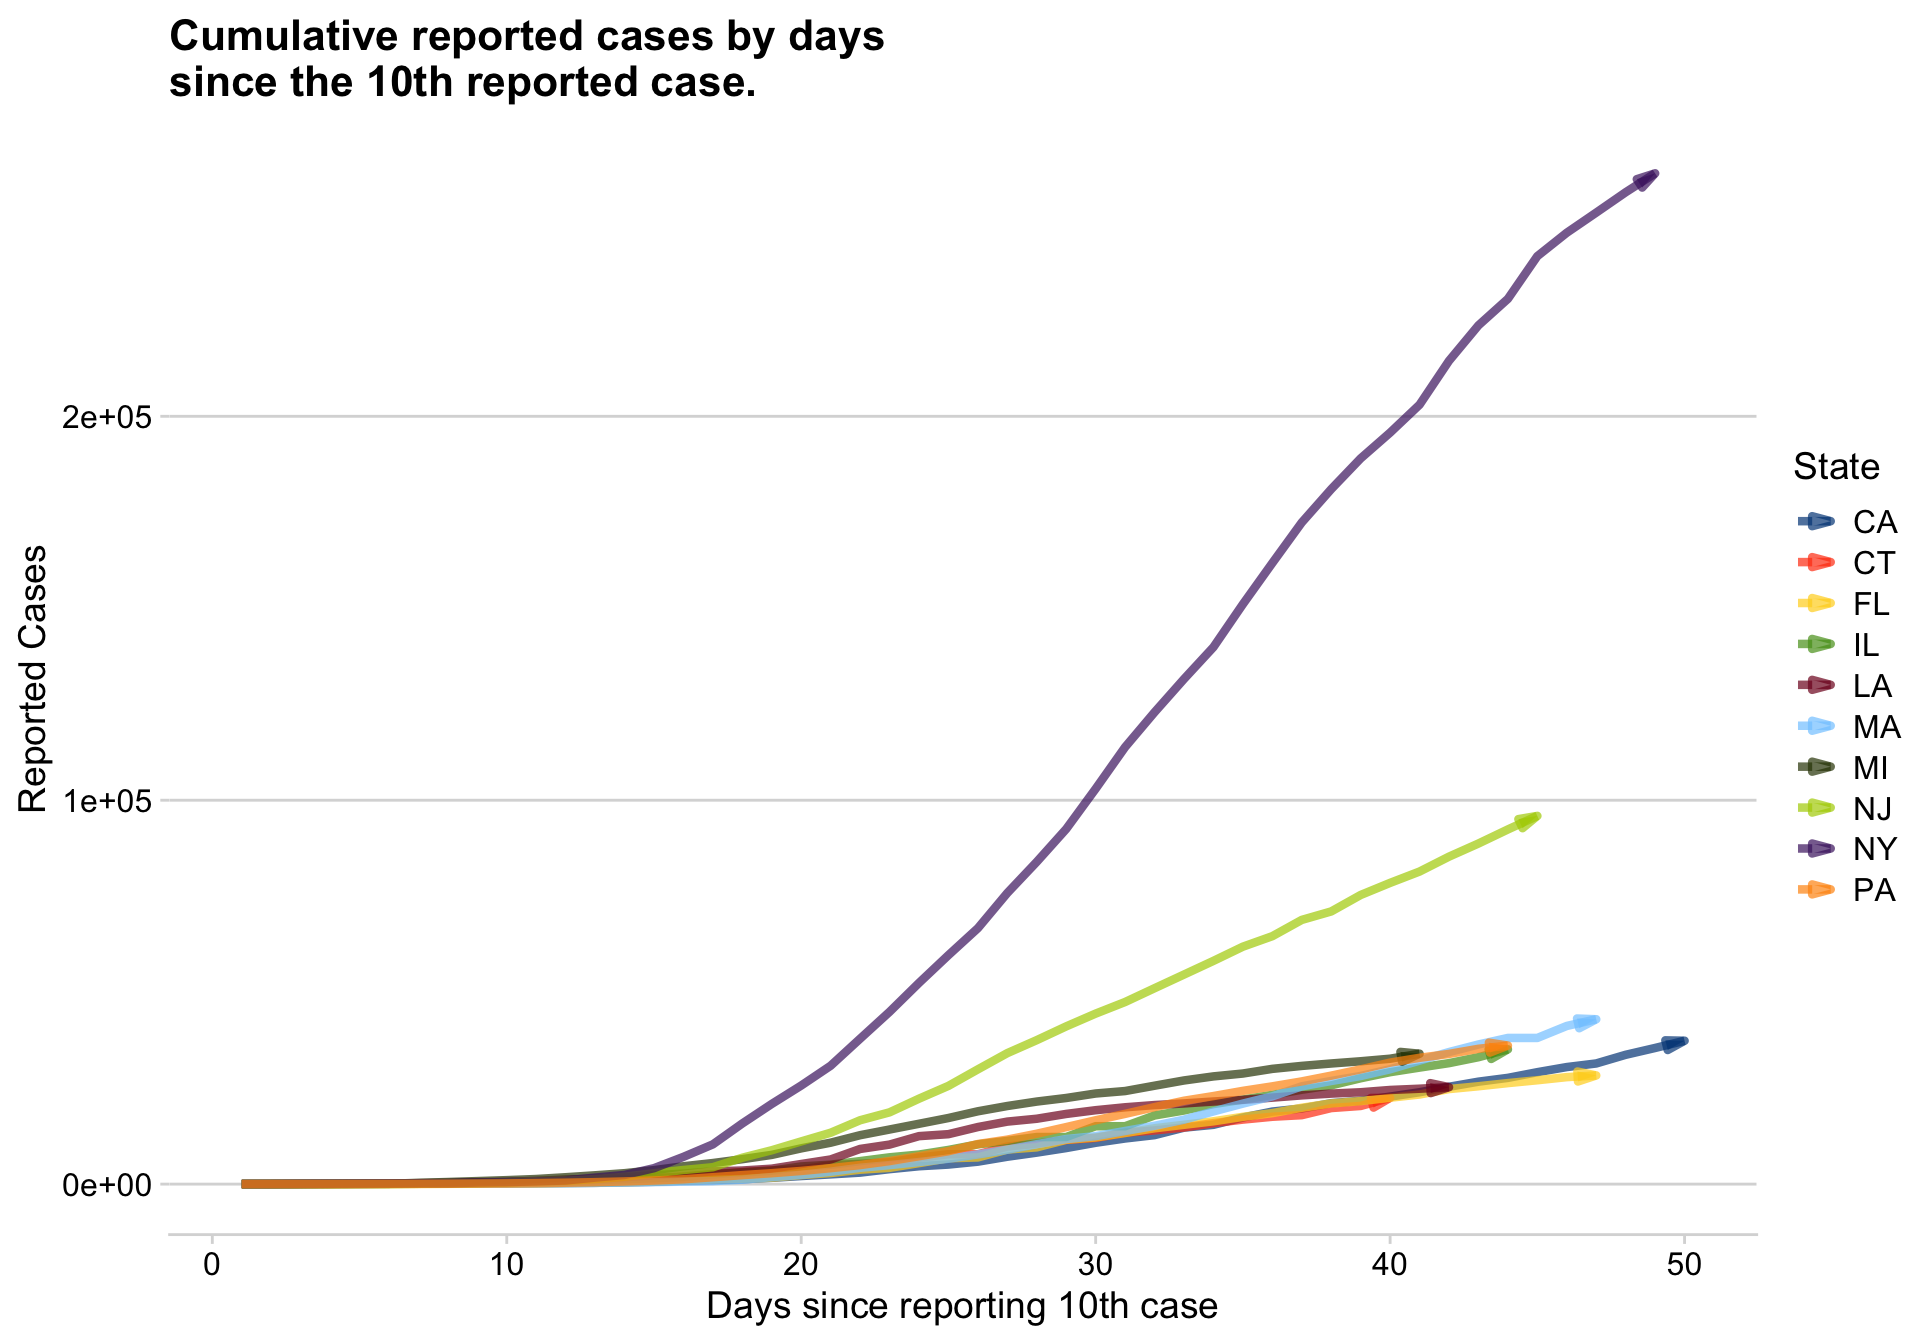 Cumulative reported cases by days
since the 10th reported case.
2e+05
1e+05
0e+00
Reported Cases
0 10 20 30 40 50
Days since reporting 10th case
State
CA
CT
FL
IL
LA
MA
MI
NJ
NY
PA